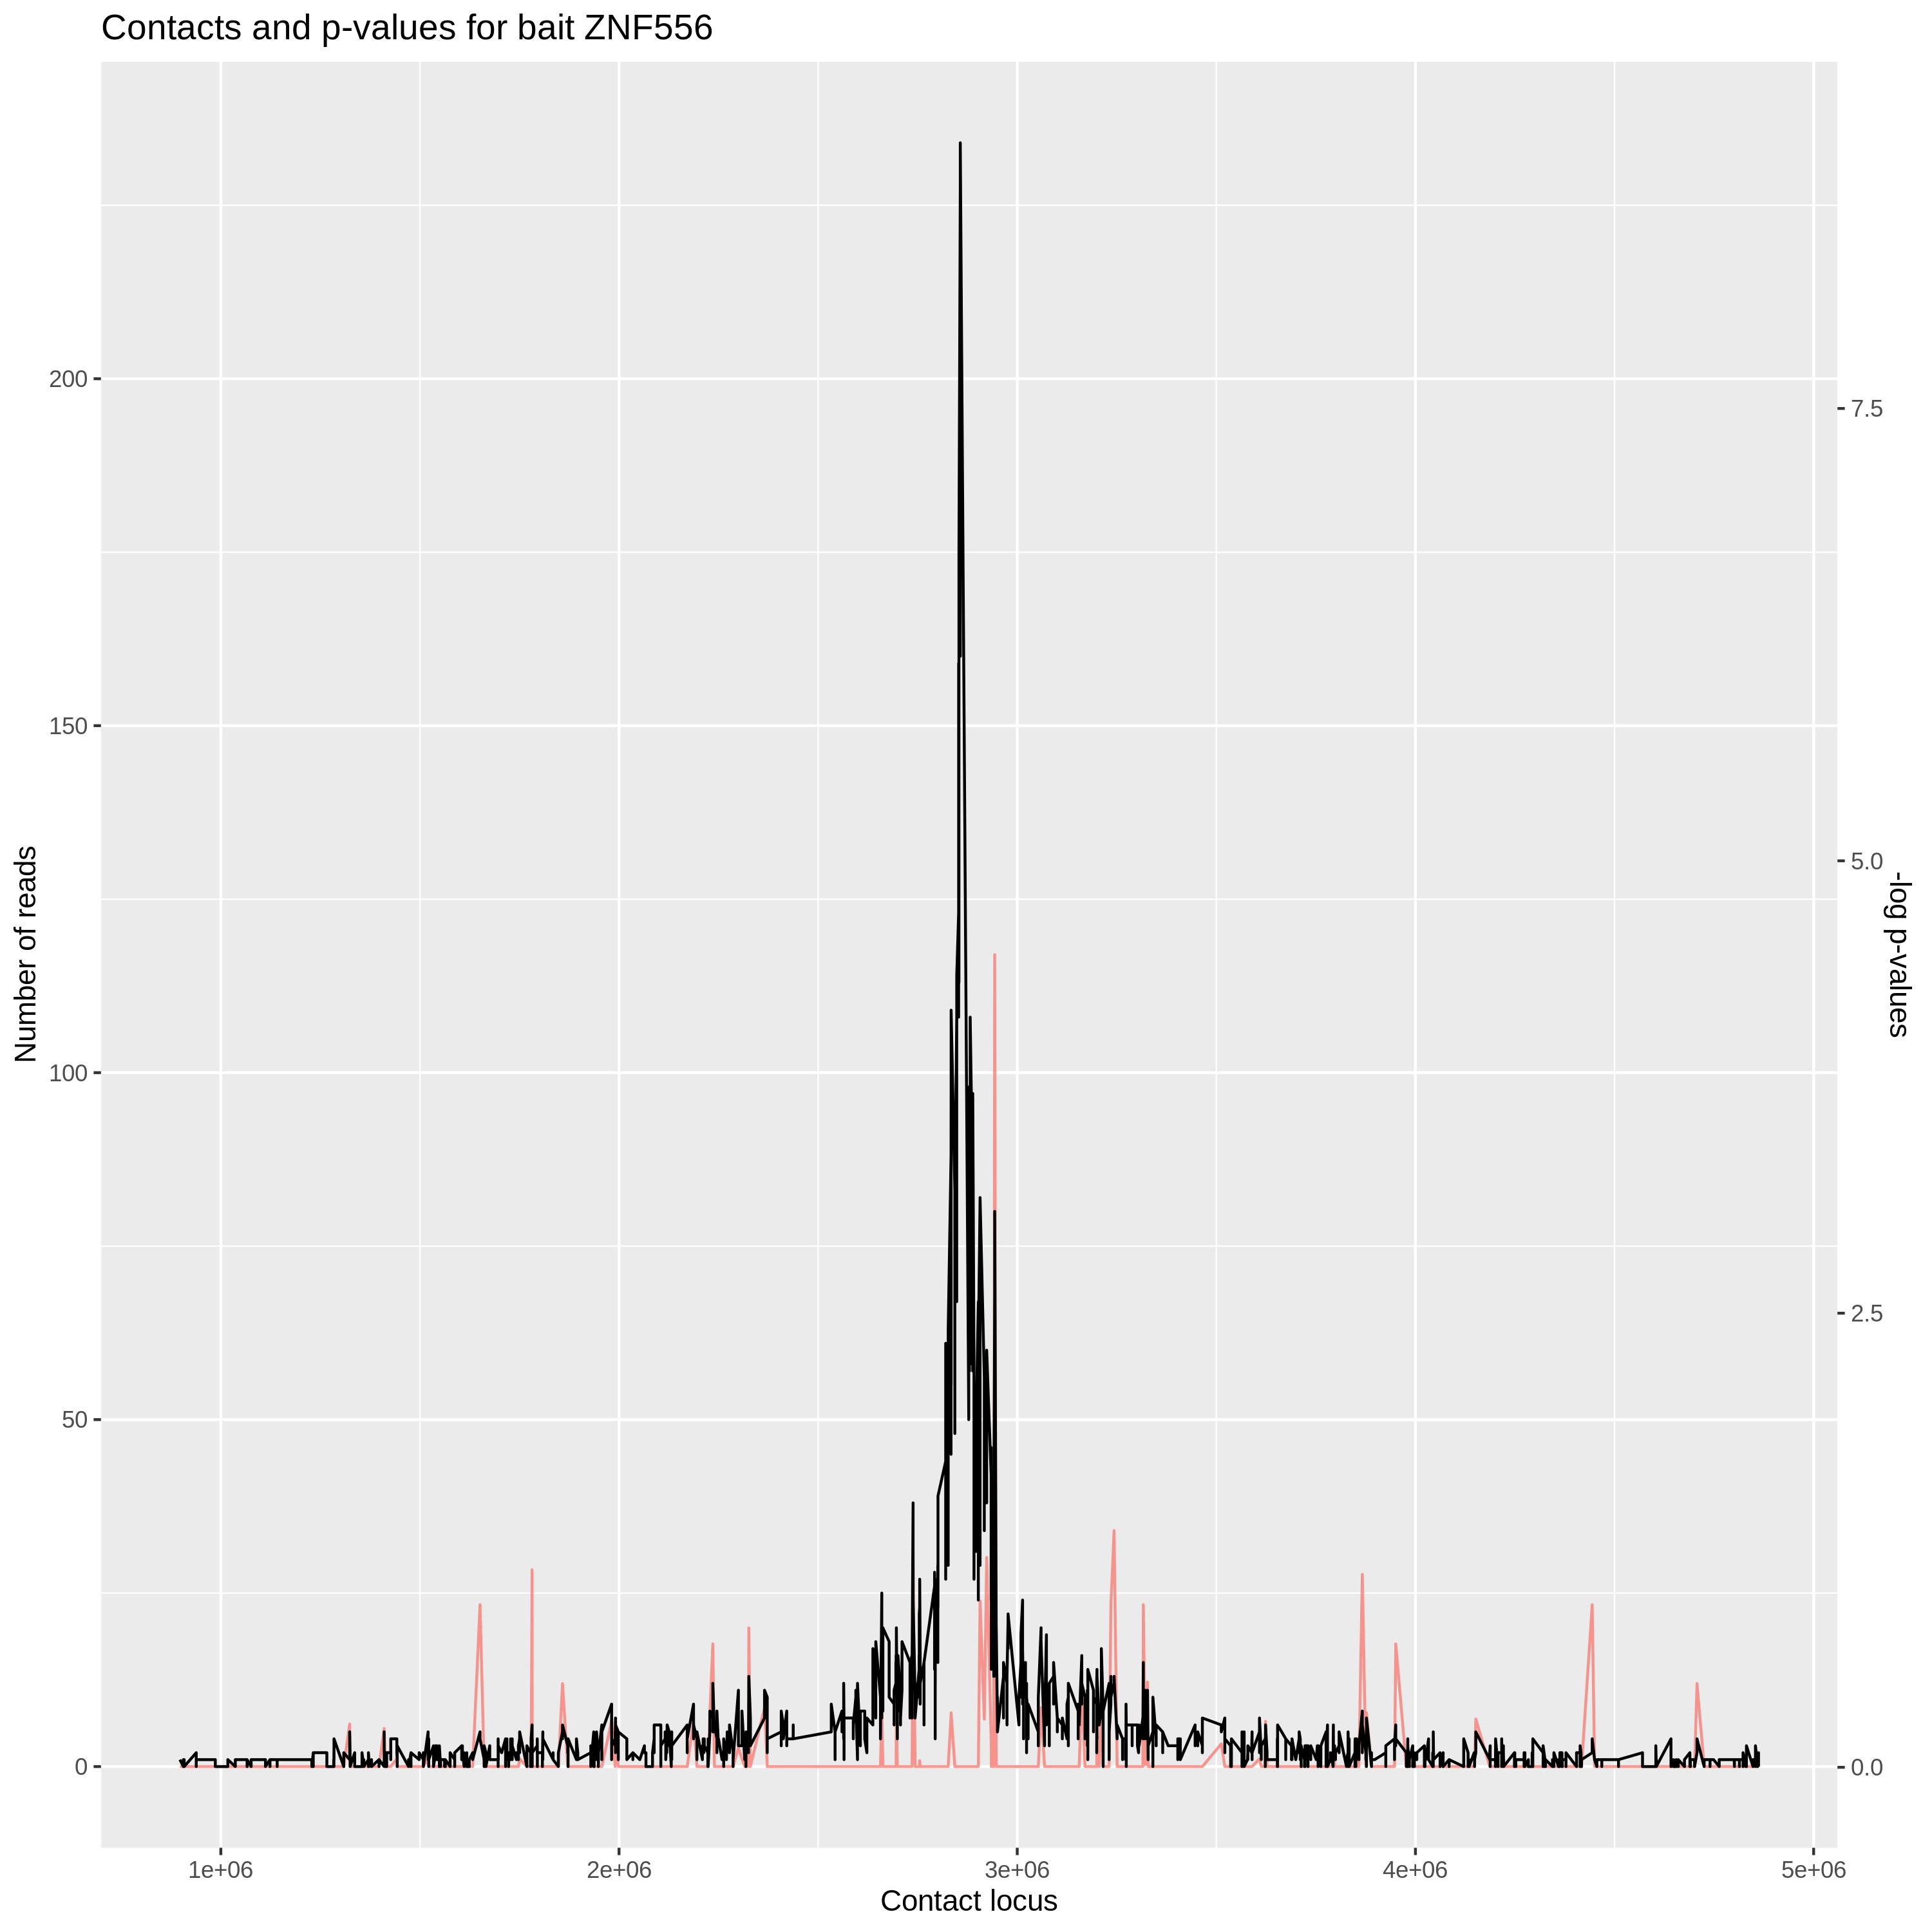 Contacts and p-values for bait ZNF556
200
150
100
50
0
Number of reads
7.5
5.0
2.5
0.0
-log p-values
1e+06
2e+06
3e+06
4e+06
5e+06
Contact locus